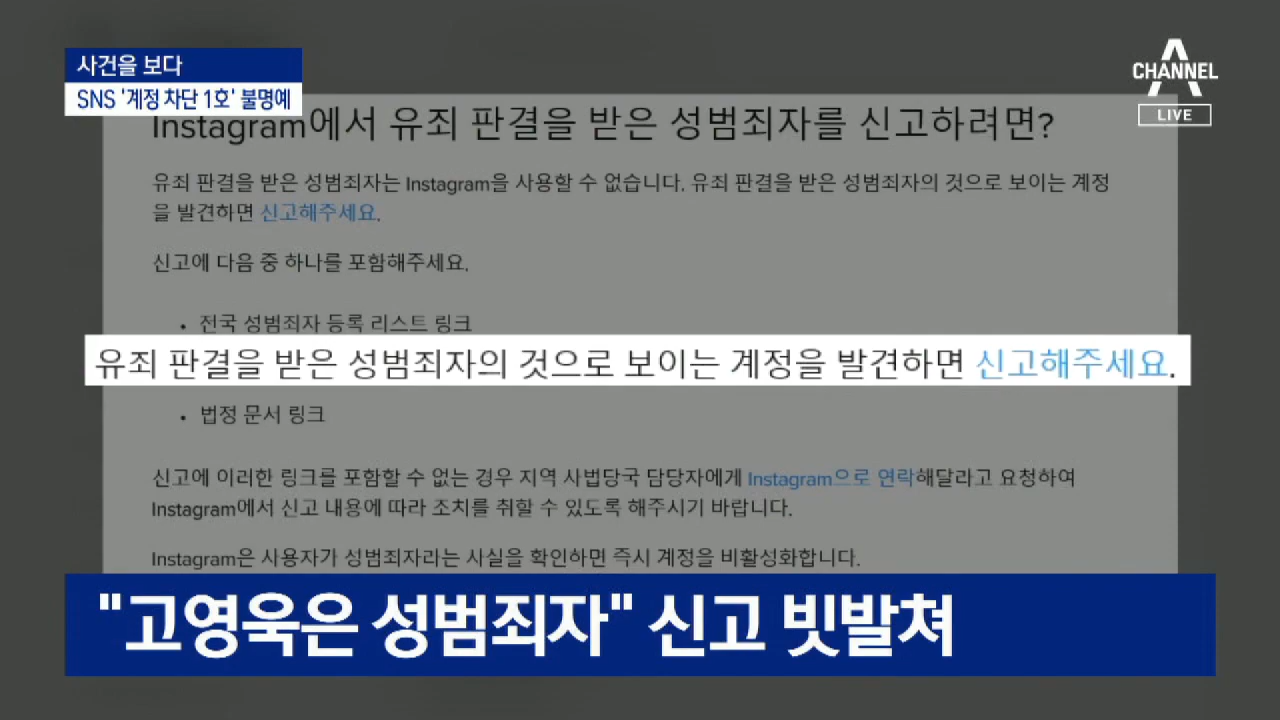 사건을 보다
SNS '계정 차단 1호' 불명예
CHANNEL A
LIVE
Instagram에서 유죄 판결을 받은 성범죄자를 신고하려면?
유죄 판결을 받은 성범죄자는 Instagram을 사용할 수 없습니다. 유죄 판결을 받은 성범죄자의 것으로 보이는 계정
을 발견하면 신고해주세요.
신고에 다음 중 하나를 포함해주세요.
• 전국 성범죄자 등록 리스트 링크
유죄 판결을 받은 성범죄자의 것으로 보이는 계정을 발견하면 신고해주세요.
• 법정 문서 링크
신고에 이러한 링크를 포함할 수 없는 경우 지역 사법당국 담당자에게 Instagram으로 연락해달라고 요청하여
Instagram에서 신고 내용에 따라 조치를 취할 수 있도록 해주시기 바랍니다.
Instagram은 사용자가 성범죄자라는 사실을 확인하면 즉시 계정을 비활성화합니다.
"고영욱은 성범죄자" 신고 빗발쳐